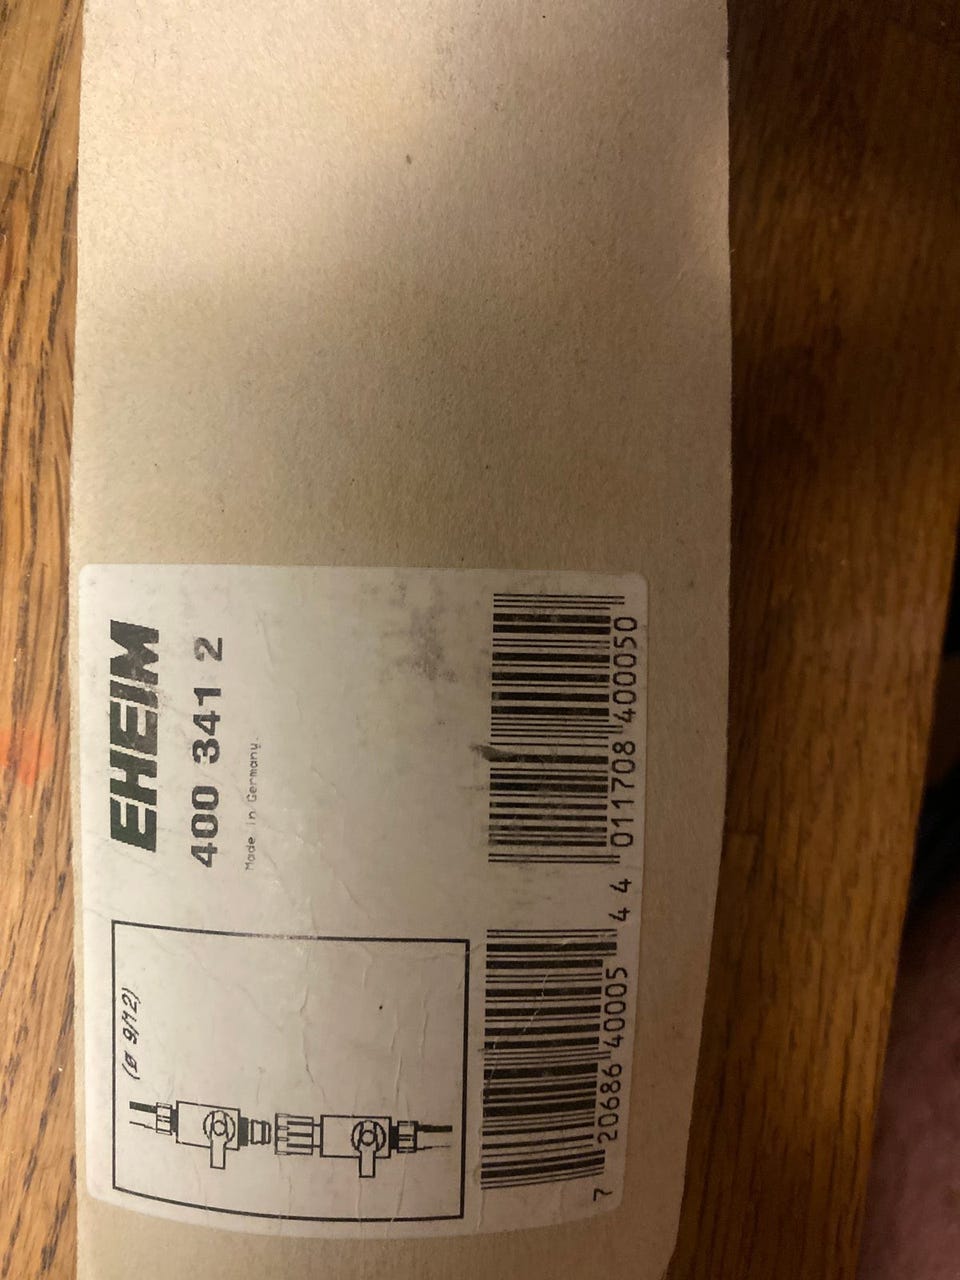 EHEIM
400 341 2
Made in Germany.
(ø 9/12)
7 20686 40005 4
4 011708 400050